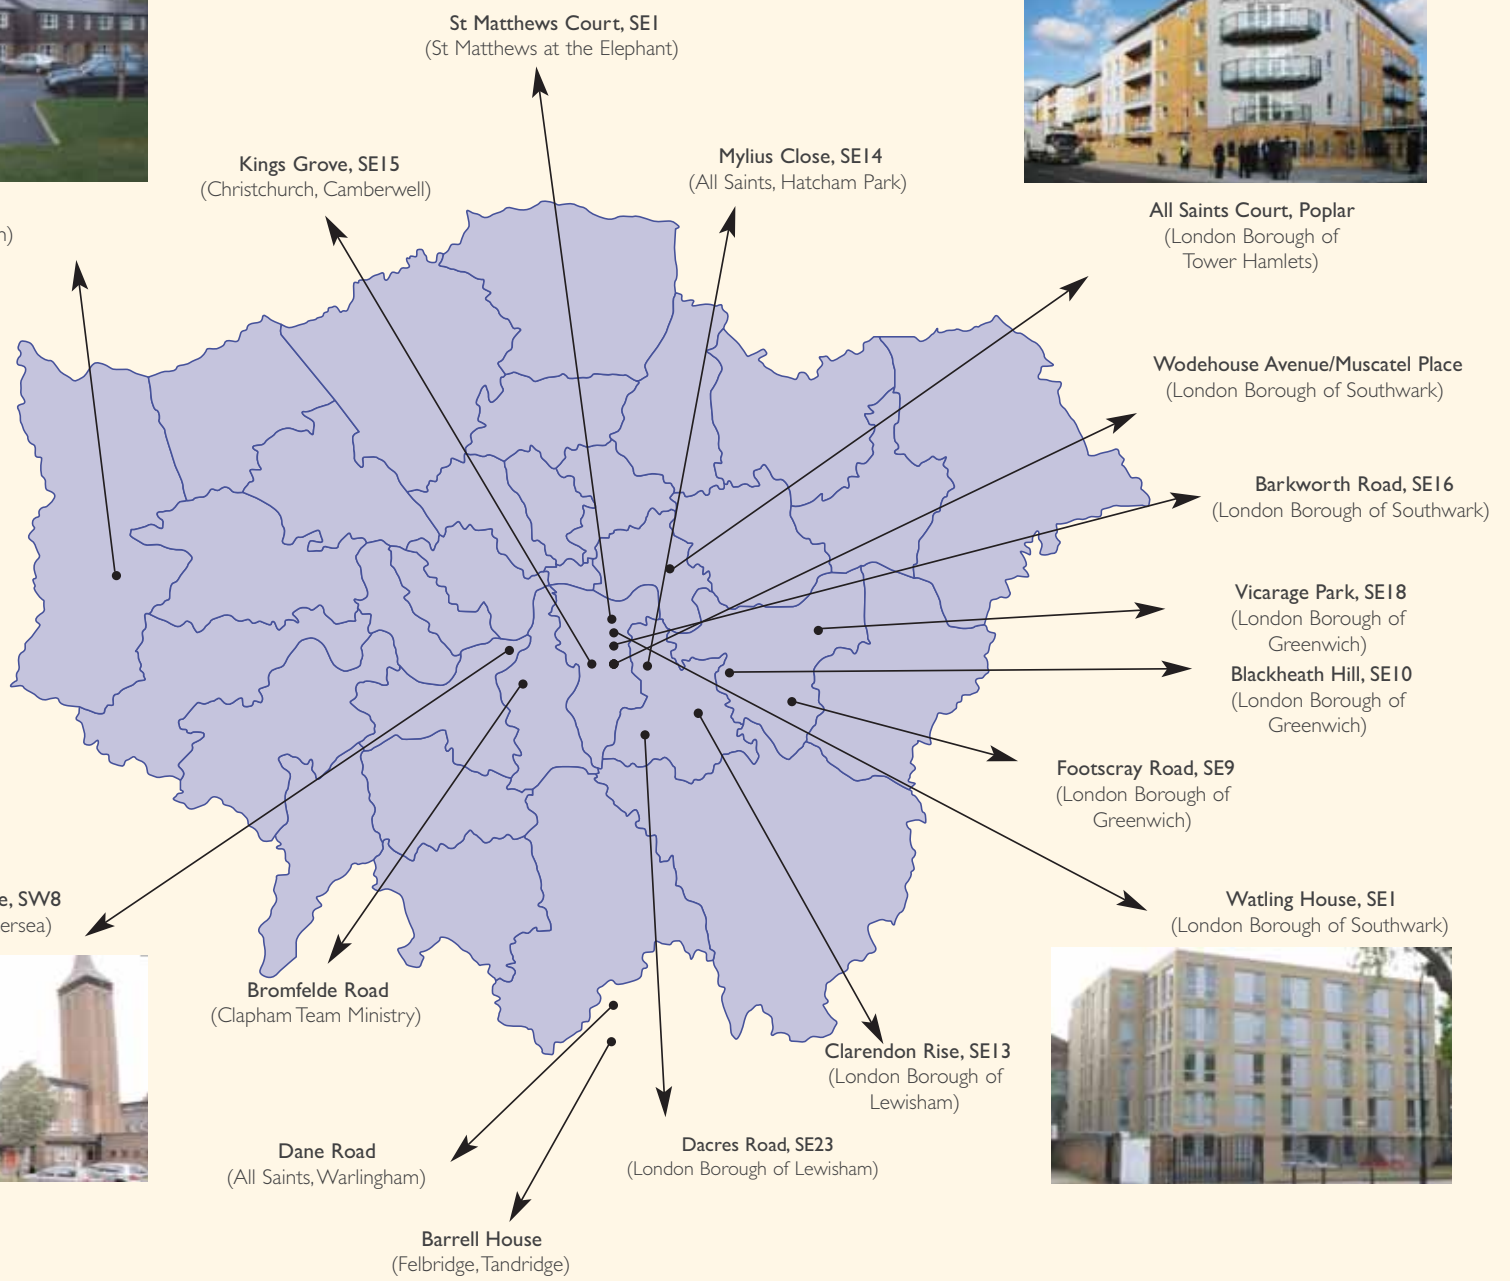 St Matthews Court, SE1
(St Matthews at the Elephant)
Kings Grove, SE15
(Christchurch, Camberwell)
Mylius Close, SE14
(All Saints, Hatcham Park)
All Saints Court, Poplar
(London Borough of
Tower Hamlets)
Wodehouse Avenue/Muscatel Place
(London Borough of Southwark)
Barkworth Road, SE16
(London Borough of Southwark)
Vicarage Park, SE18
(London Borough of
Greenwich)
Blackheath Hill, SE10
(London Borough of
Greenwich)
Footscray Road, SE9
(London Borough of
Greenwich)
Watling House, SE1
(London Borough of Southwark)
SW8
Bromfelde Road
(Clapham Team Ministry)
Clarendon Rise, SE13
(London Borough of
Lewisham)
Dane Road
(All Saints, Warlingham)
Dacres Road, SE23
(London Borough of Lewisham)
Barrell House
(Felbridge, Tandridge)